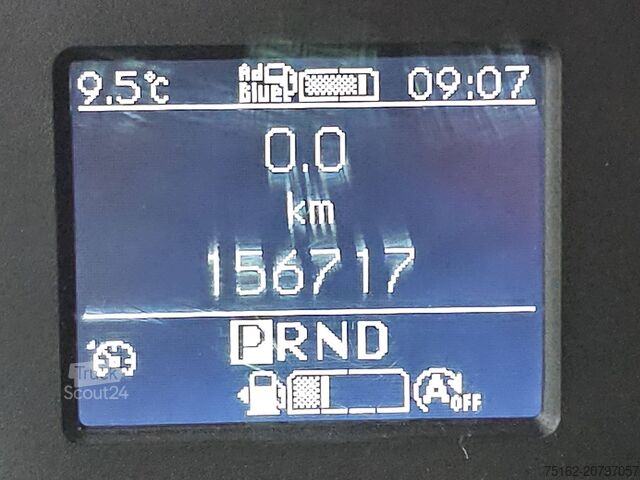 9.5°C Ad Blue 09:07
0.0
km
156717
PRND
A OFF
Truck
Scout24
75162-20737057